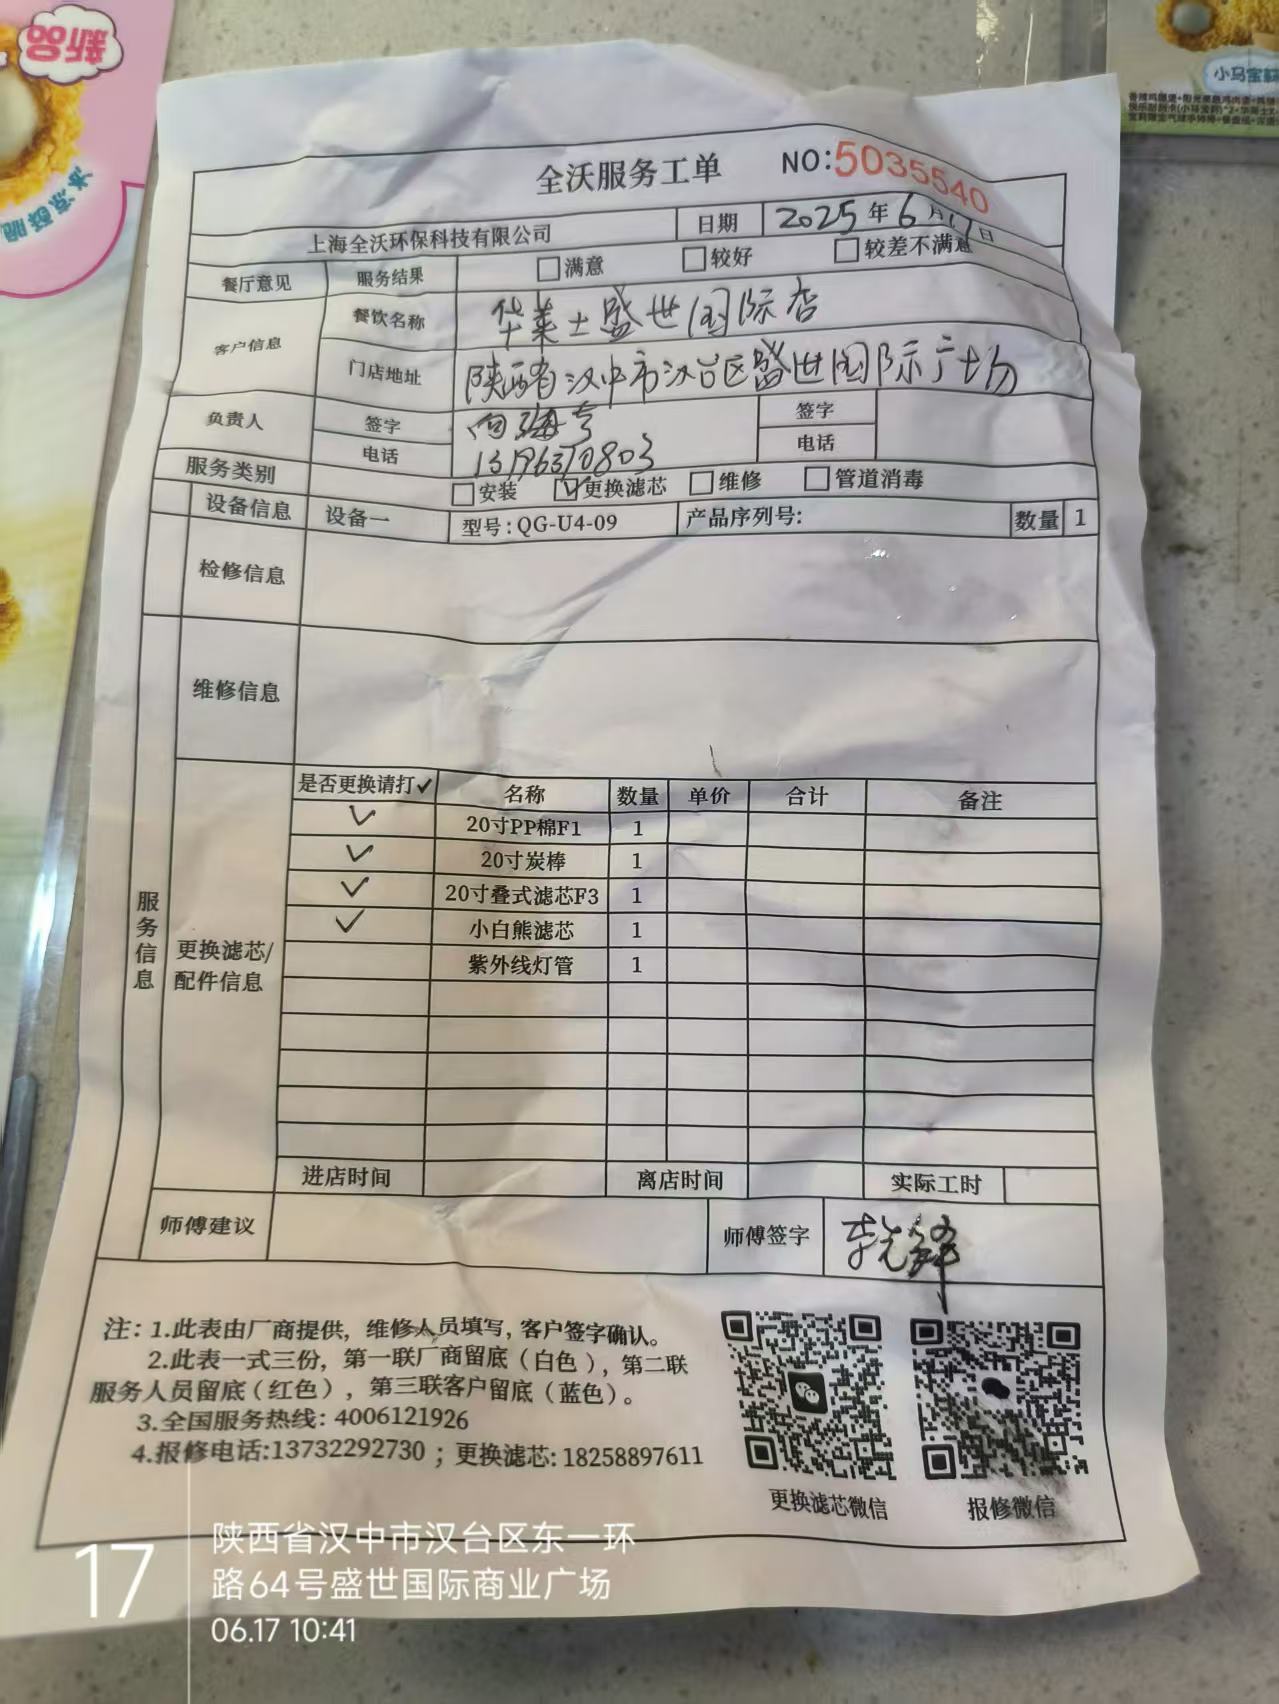 新品
小马宝莉
全沃服务工单 NO:5035540
上海全沃环保科技有限公司 日期 2025年6月17日
餐厅意见 服务结果 □满意 □较好 □较差不满意
客户信息 餐饮名称 华莱士盛世国际店
门店地址 陕西省汉中市汉台区盛世国际广场
负责人 签字 签字
电话 电话
服务类别 □安装 ☑更换滤芯 □维修 □管道消毒
设备信息 设备一 型号:QG-U4-09 产品序列号: 数量 1
检修信息
维修信息
服务信息
更换滤芯/配件信息
是否更换请打✓ 名称 数量 单价 合计 备注
✓ 20寸PP棉F1 1
✓ 20寸炭棒 1
✓ 20寸叠式滤芯F3 1
✓ 小白熊滤芯 1
紫外线灯管 1
进店时间 离店时间 实际工时
师傅建议 师傅签字
注：1.此表由厂商提供，维修人员填写，客户签字确认。
2.此表一式三份，第一联厂商留底（白色），第二联
服务人员留底（红色），第三联客户留底（蓝色）。
3.全国服务热线：4006121926
4.报修电话:13732292730；更换滤芯:18258897611
更换滤芯微信 报修微信
17
陕西省汉中市汉台区东一环
路64号盛世国际商业广场
06.17 10:41